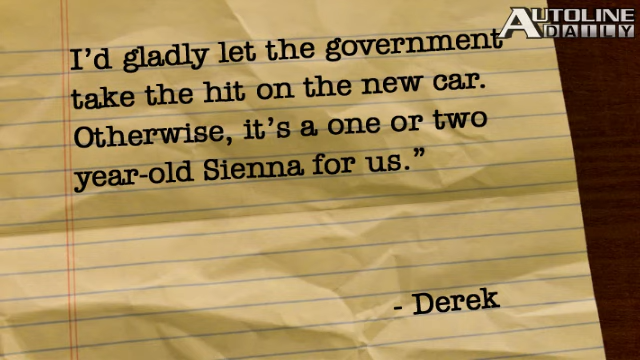 AUTOLINE
DAILY
I'd gladly let the government
take the hit on the new car.
Otherwise, it's a one or two
year-old Sienna for us.”
- Derek